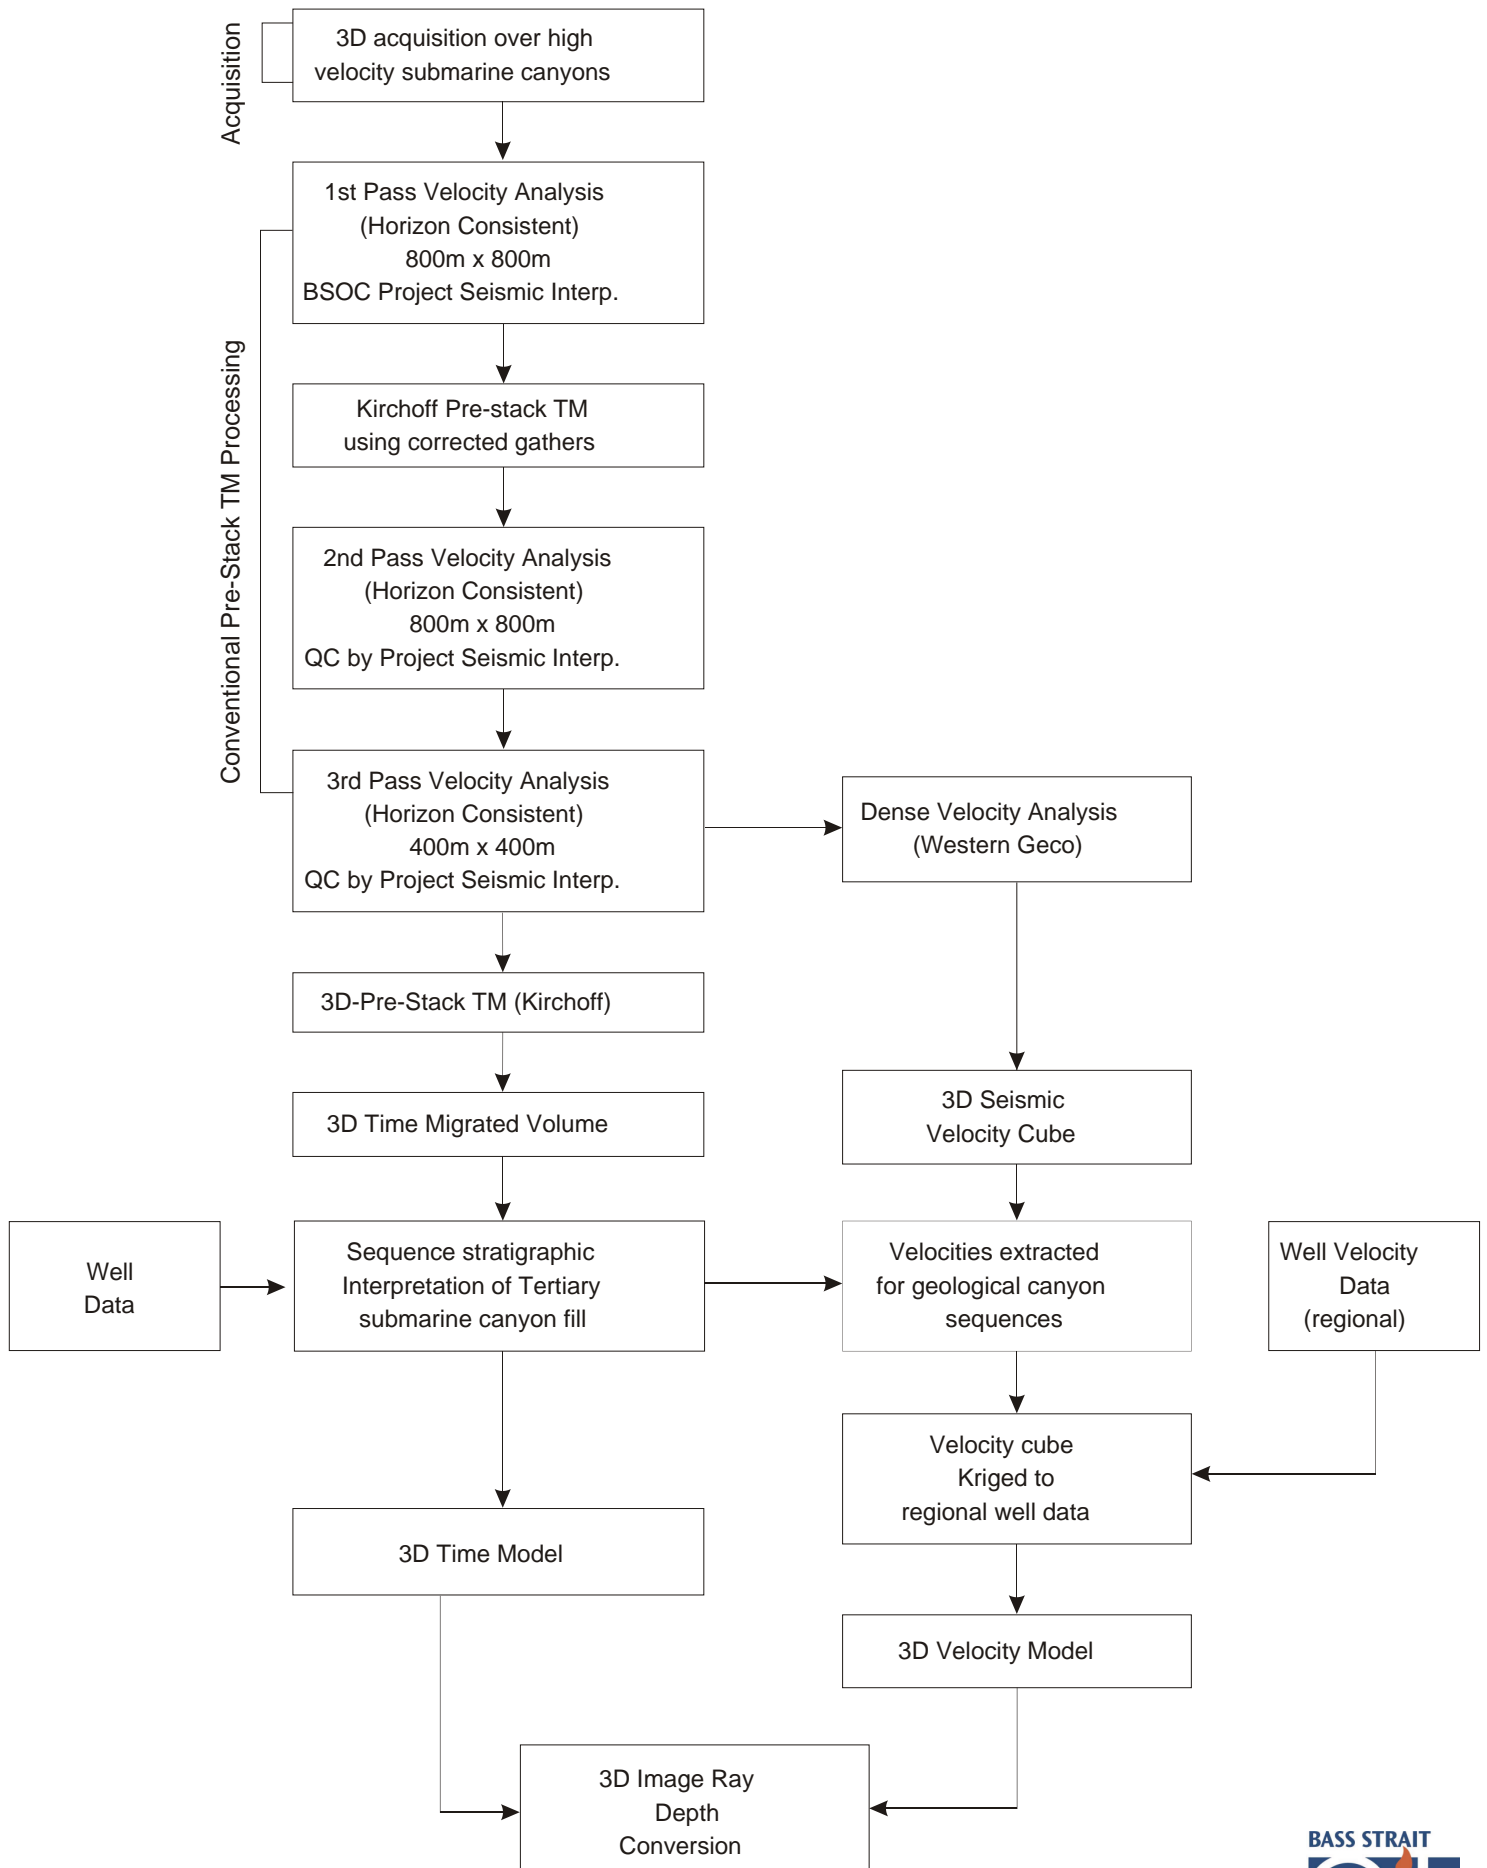 Acquisition
3D acquisition over high
velocity submarine canyons
Conventional Pre-Stack TM Processing
1st Pass Velocity Analysis
(Horizon Consistent)
800m x 800m
BSOC Project Seismic Interp.
Kirchoff Pre-stack TM
using corrected gathers
2nd Pass Velocity Analysis
(Horizon Consistent)
800m x 800m
QC by Project Seismic Interp.
3rd Pass Velocity Analysis
(Horizon Consistent)
400m x 400m
QC by Project Seismic Interp.
Dense Velocity Analysis
(Western Geco)
3D-Pre-Stack TM (Kirchoff)
3D Time Migrated Volume
3D Seismic
Velocity Cube
Well
Data
Sequence stratigraphic
Interpretation of Tertiary
submarine canyon fill
Velocities extracted
for geological canyon
sequences
Well Velocity
Data
(regional)
Velocity cube
Kriged to
regional well data
3D Time Model
3D Velocity Model
3D Image Ray
Depth
Conversion
BASS STRAIT